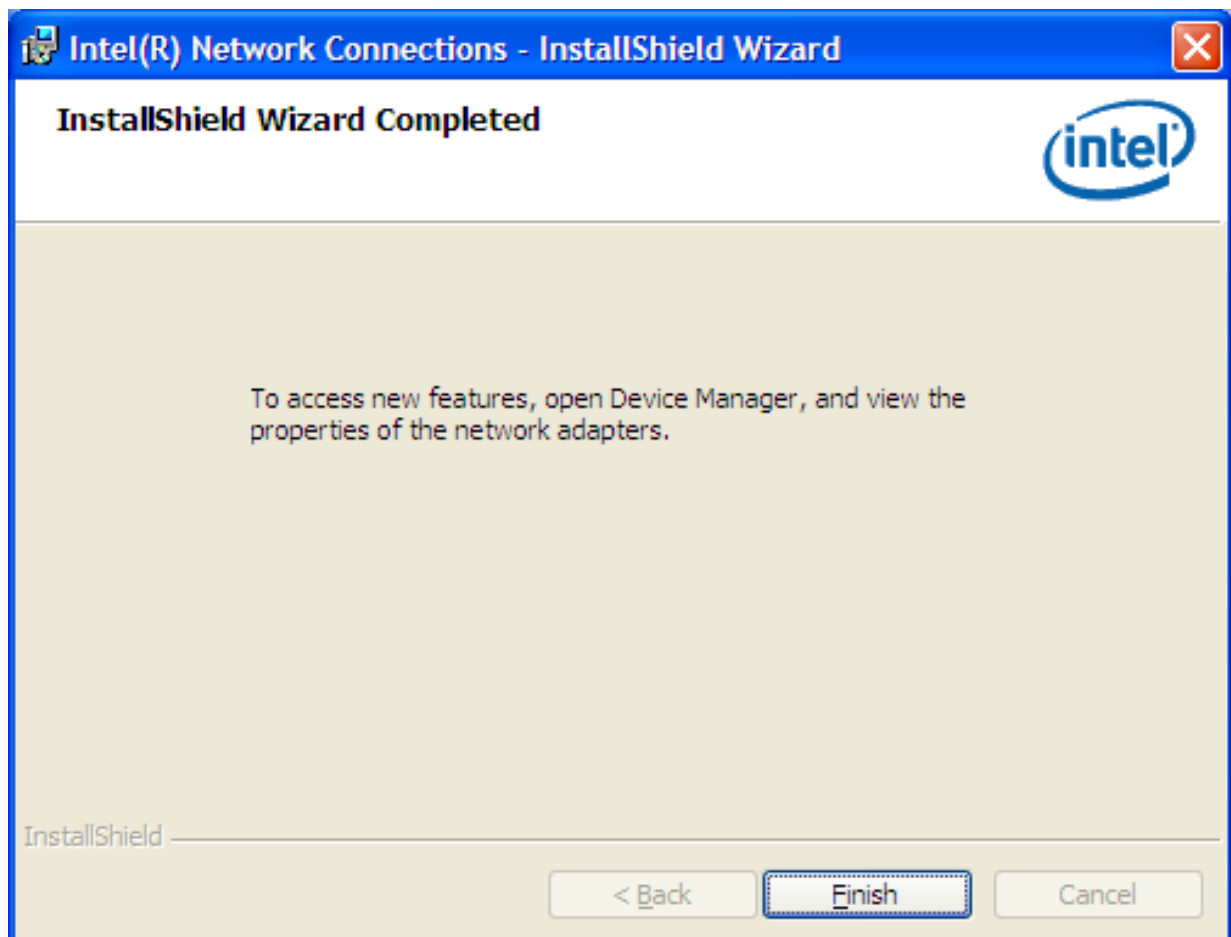 Intel(R) Network Connections - InstallShield Wizard
InstallShield Wizard Completed
intel
To access new features, open Device Manager, and view the
properties of the network adapters.
InstallShield
< Back
Finish
Cancel